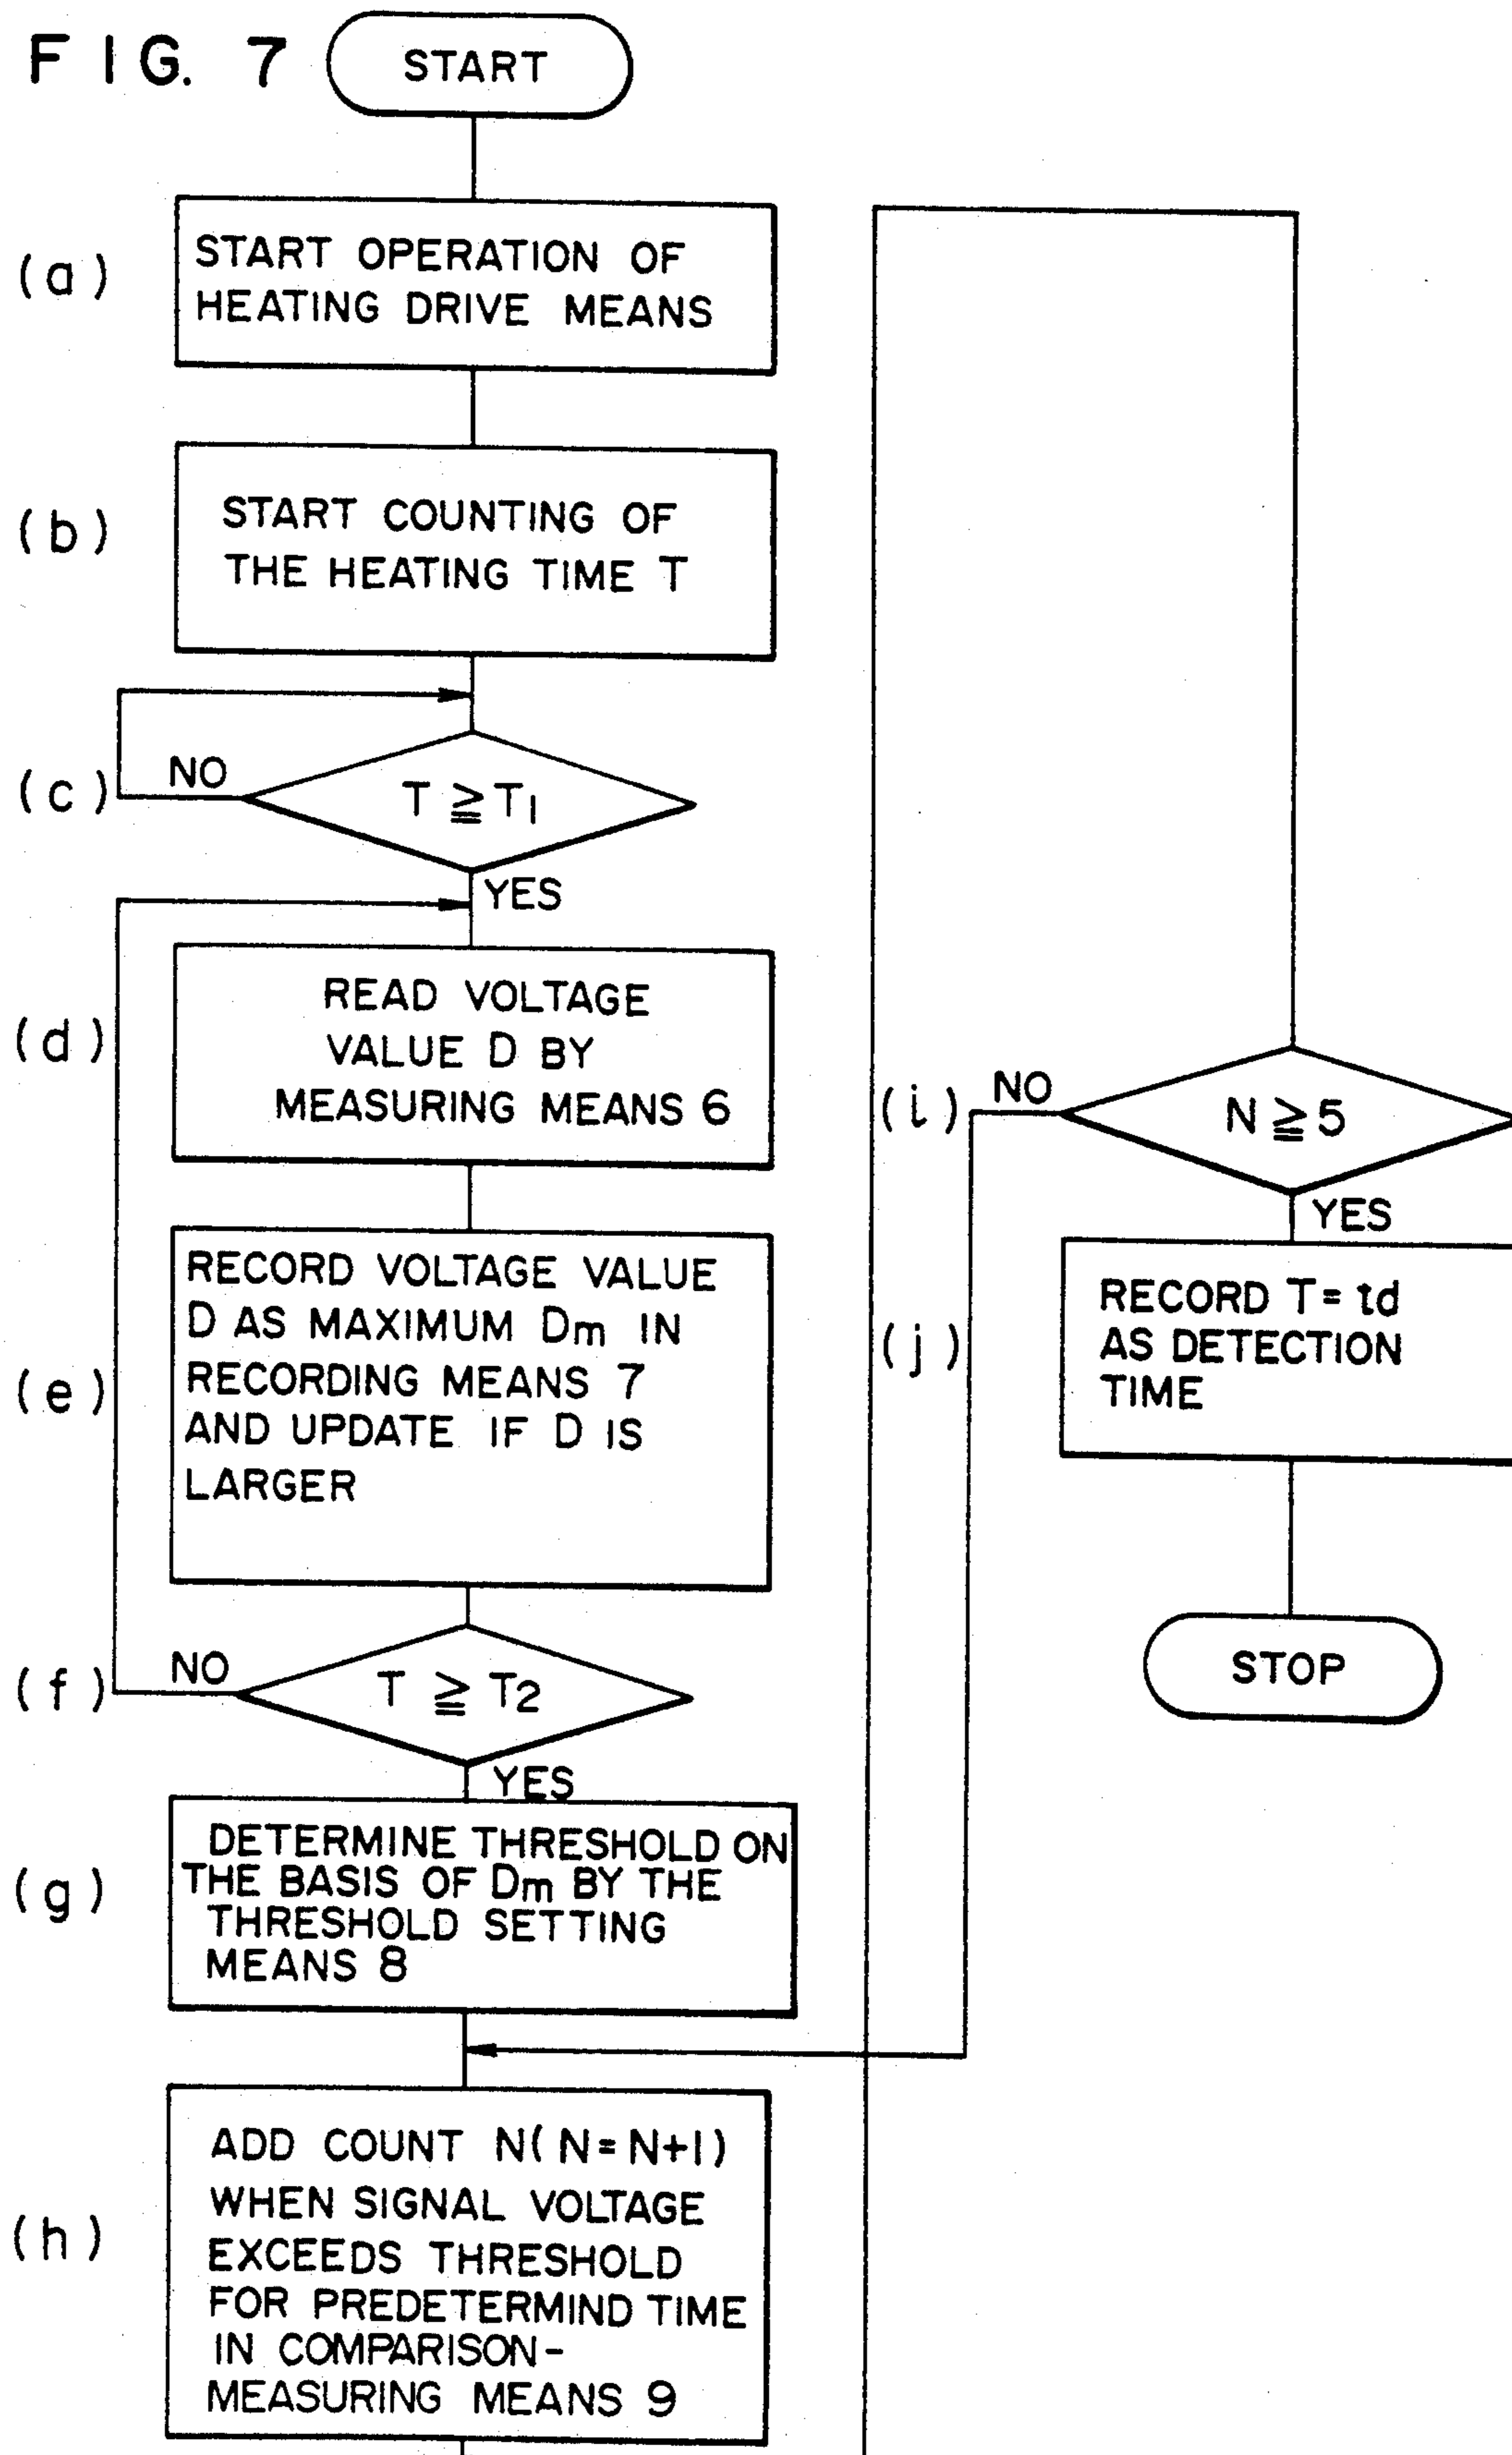 FIG. 7
START
(a)
START OPERATION OF
HEATING DRIVE MEANS
(b)
START COUNTING OF
THE HEATING TIME T
(c)
NO
T ≧ T1
YES
(d)
READ VOLTAGE
VALUE D BY
MEASURING MEANS 6
(e)
RECORD VOLTAGE VALUE
D AS MAXIMUM Dm IN
RECORDING MEANS 7
AND UPDATE IF D IS
LARGER
(f)
NO
T ≧ T2
YES
(g)
DETERMINE THRESHOLD ON
THE BASIS OF Dm BY THE
THRESHOLD SETTING
MEANS 8
(h)
ADD COUNT N(N=N+1)
WHEN SIGNAL VOLTAGE
EXCEEDS THRESHOLD
FOR PREDETERMIND TIME
IN COMPARISON-
MEASURING MEANS 9
(i)
NO
N ≧ 5
YES
(j)
RECORD T=td
AS DETECTION
TIME
STOP